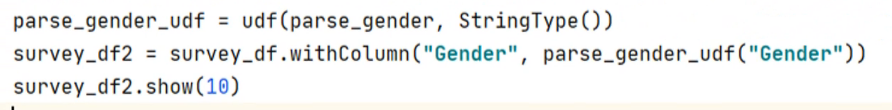 parse_gender_udf = udf(parse_gender, StringType())
survey_df2 = survey_df.withColumn("Gender", parse_gender_udf("Gender"))
survey_df2.show(10)